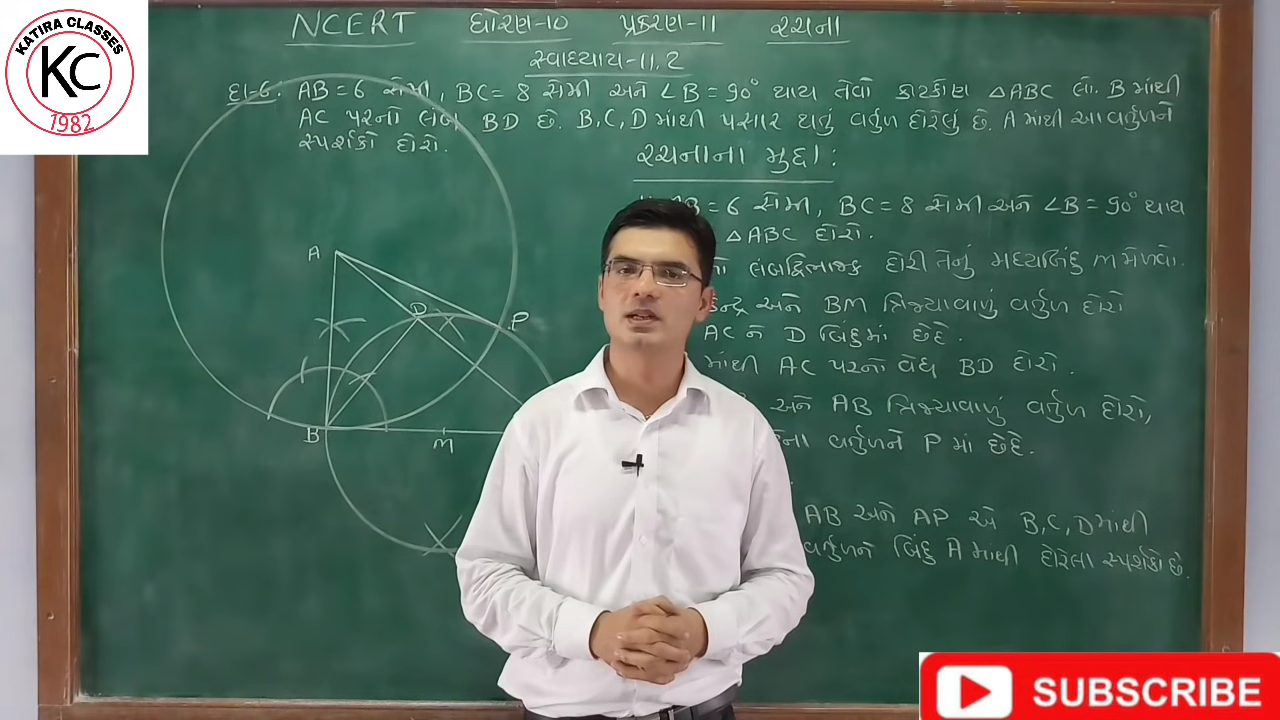 KATIRA CLASSES
KC
1982
NCERT ધોરણ-10 પ્રકરણ-11 રચના
સ્વાધ્યાય-11.2
દા-6: AB = 6 સેમી, BC = 8 સેમી અને ∠B = 90° થાય તેવો કાટકોણ △ABC લો. B માંથી
AC પરનો લંબ BD છે. B, C, D માંથી પસાર થતું વર્તુળ દોરેલું છે. A માંથી આ વર્તુળને
સ્પર્શકો દોરો.
રચનાના મુદ્દા:
= 6 સેમી, BC = 8 સેમી અને ∠B = 90° થાય
△ABC દોરો.
લંબદ્વિભાજક દોરી તેનું મધ્યબિંદુ M મેળવો.
કેન્દ્ર અને BM ત્રિજ્યાવાળું વર્તુળ દોરો
AC ને D બિંદુમાં છેદે.
માંથી AC પરનો વેધ BD દોરો.
અને AB ત્રિજ્યાવાળું વર્તુળ દોરો,
વર્તુળને P માં છેદે.
AB અને AP એ B, C, D માંથી
વર્તુળને બિંદુ A માંથી દોરેલા સ્પર્શકો છે.
A
D
P
B
M
SUBSCRIBE